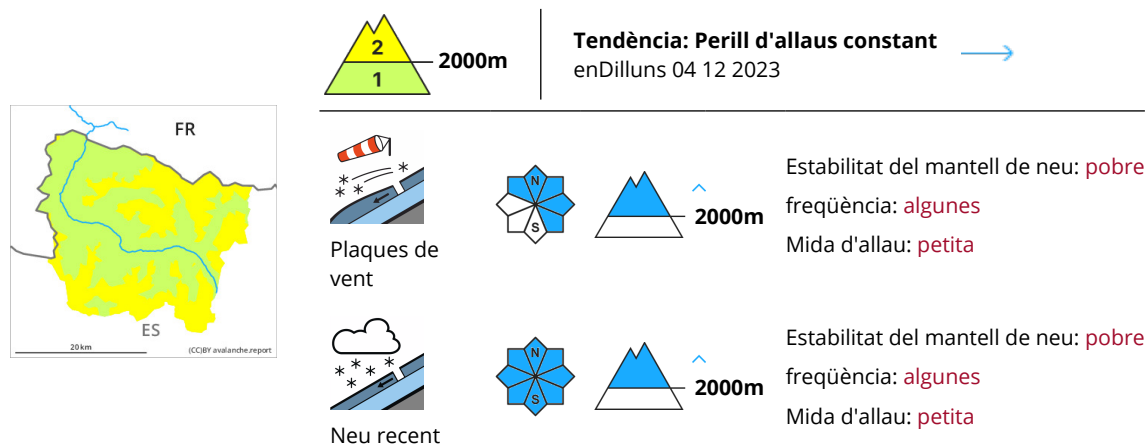 2
1
2000m
Tendència: Perill d'allaus constant
enDilluns 04 12 2023
FR
ES
20 km
(CC)BY avalanche.report
N
S
2000m
Plaques de
vent
Estabilitat del mantell de neu: pobre
freqüència: algunes
Mida d'allau: petita
N
S
2000m
Neu recent
Estabilitat del mantell de neu: pobre
freqüència: algunes
Mida d'allau: petita